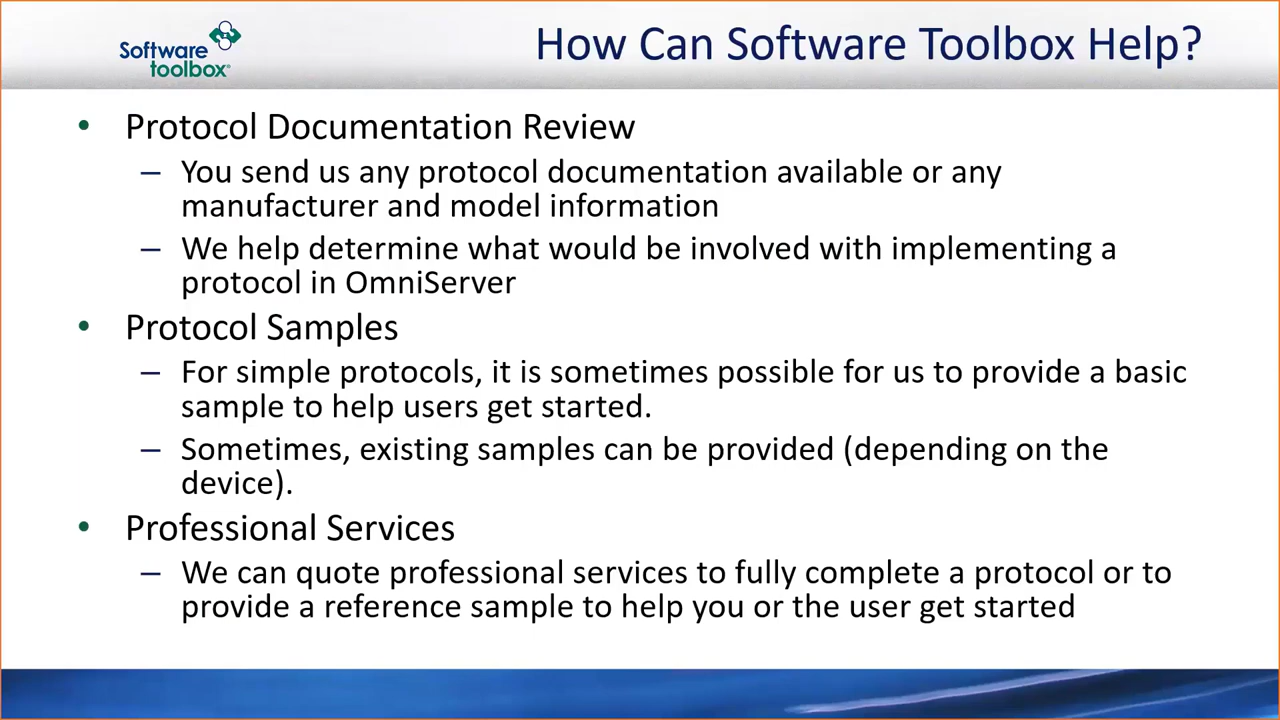 Software
toolbox®
How Can Software Toolbox Help?
• Protocol Documentation Review
– You send us any protocol documentation available or any
manufacturer and model information
– We help determine what would be involved with implementing a
protocol in OmniServer
• Protocol Samples
– For simple protocols, it is sometimes possible for us to provide a basic
sample to help users get started.
– Sometimes, existing samples can be provided (depending on the
device).
• Professional Services
– We can quote professional services to fully complete a protocol or to
provide a reference sample to help you or the user get started